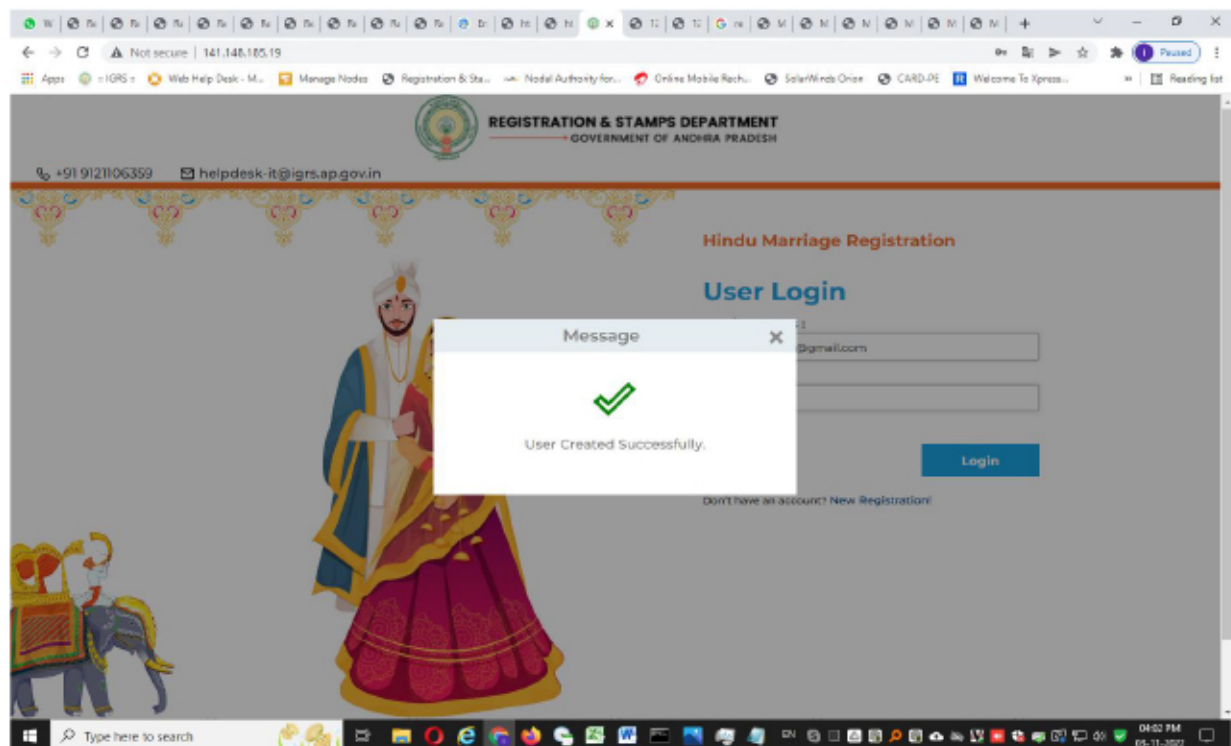 Not secure | 141.148.185.19
Paused
Apps
Web Help Desk - M...
Manage Nodes
Registration & Sta...
Nodal Authority for...
Online Mobile Rech...
SolarWinds Orion
CARD-PE
Welcome To Xpress...
Reading list
REGISTRATION & STAMPS DEPARTMENT
GOVERNMENT OF ANDHRA PRADESH
+91 9121106359 helpdesk-it@igrs.ap.gov.in
Hindu Marriage Registration
User Login
Message
@gmail.com
User Created Successfully.
Login
Don't have an account? New Registration!
Type here to search
04:02 PM
05-11-2022